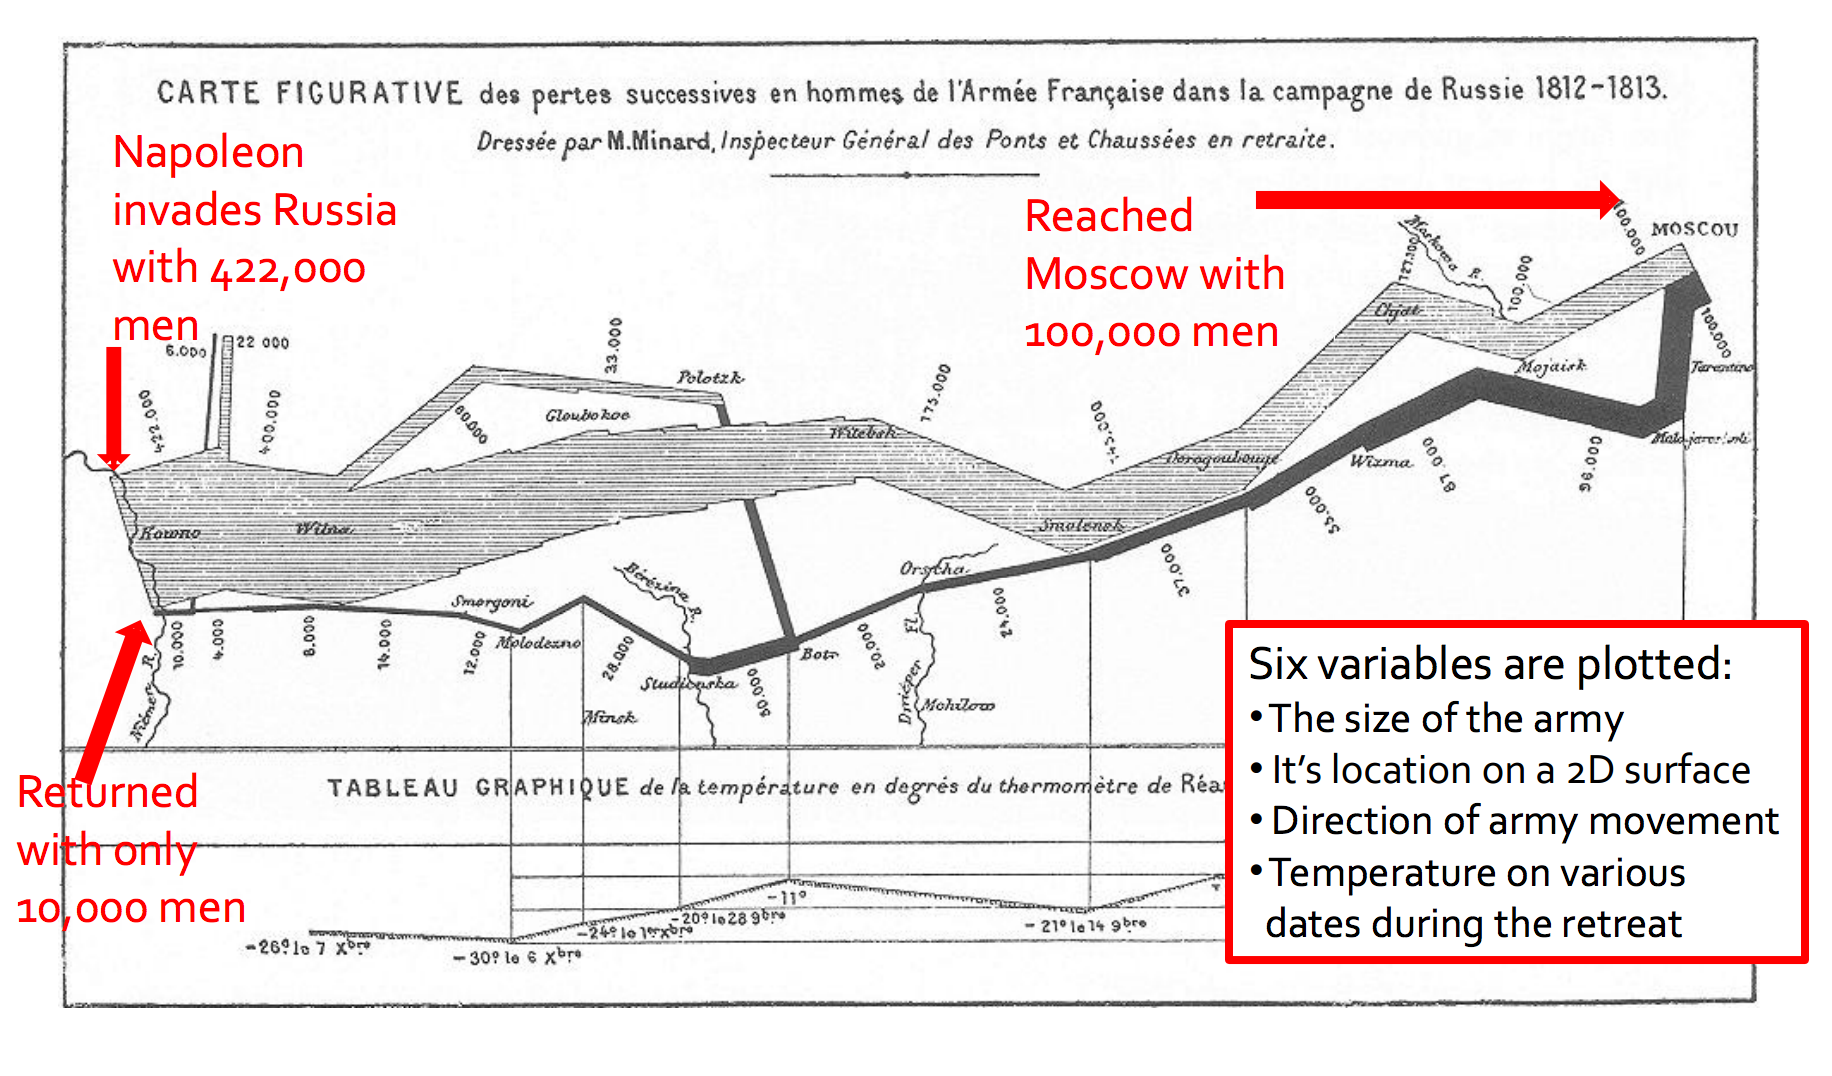 CARTE FIGURATIVE des pertes successives en hommes de l'Armée Française dans la campagne de Russie 1812-1813.
Dressée par M.Minard, Inspecteur Général des Ponts et Chaussées en retraite.
Napoleon
invades Russia
with 422,000
men
Reached
Moscow with
100,000 men
100.000
MOSCOU
Moskowa R.
127.100
100.000
100.000
6.000
22 000
33.000
Polotzk
Chjat
Mojaisk
Tarantino
422.000
400.000
60.000
Gloubokoe
Witebsk
175.000
145.000
Dorogoubouge
Wizma
87.000
96.000
55.000
Kowno
Wilna
Smolensk
37.000
Orscha
24.000
Bérézina R.
Smorgoni
Molodezno
10.000
4.000
8.000
14.000
12.000
28.000
Studienska
50.000
Botr
20.000
Dniéper Fl.
Mohilow
Minsk
Niémen R.
Returned
with only
10,000 men
TABLEAU GRAPHIQUE de la température en degrés du thermomètre de
-26° le 7 Xbre
-30° le 6 Xbre
-24° le 1er Xbre
-20° le 28 9bre
-11°
-21° le 14 9bre
Six variables are plotted:
•The size of the army
• It's location on a 2D surface
•Direction of army movement
•Temperature on various
dates during the retreat